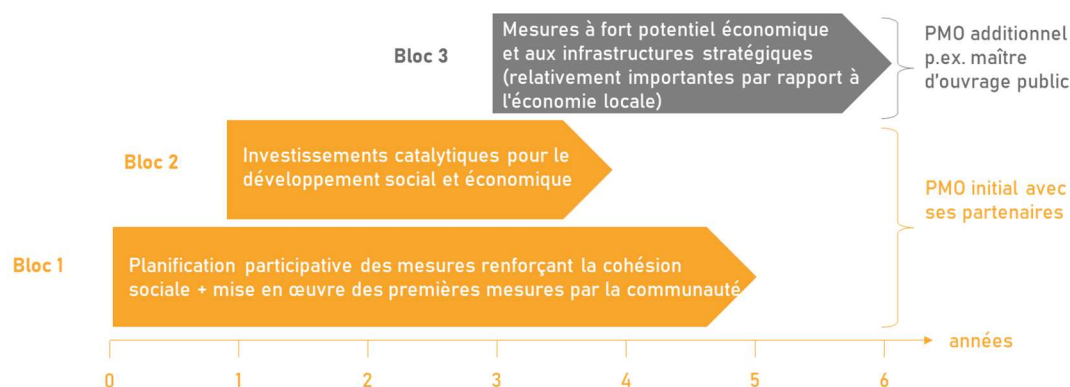 Bloc 3
Mesures à fort potentiel économique
et aux infrastructures stratégiques
(relativement importantes par rapport à
l'économie locale)
PMO additionnel
p.ex. maître
d'ouvrage public
Bloc 2
Investissements catalytiques pour le
développement social et économique
PMO initial avec
ses partenaires
Bloc 1
Planification participative des mesures renforçant la cohésion
sociale + mise en œuvre des premières mesures par la communauté
années
0 1 2 3 4 5 6